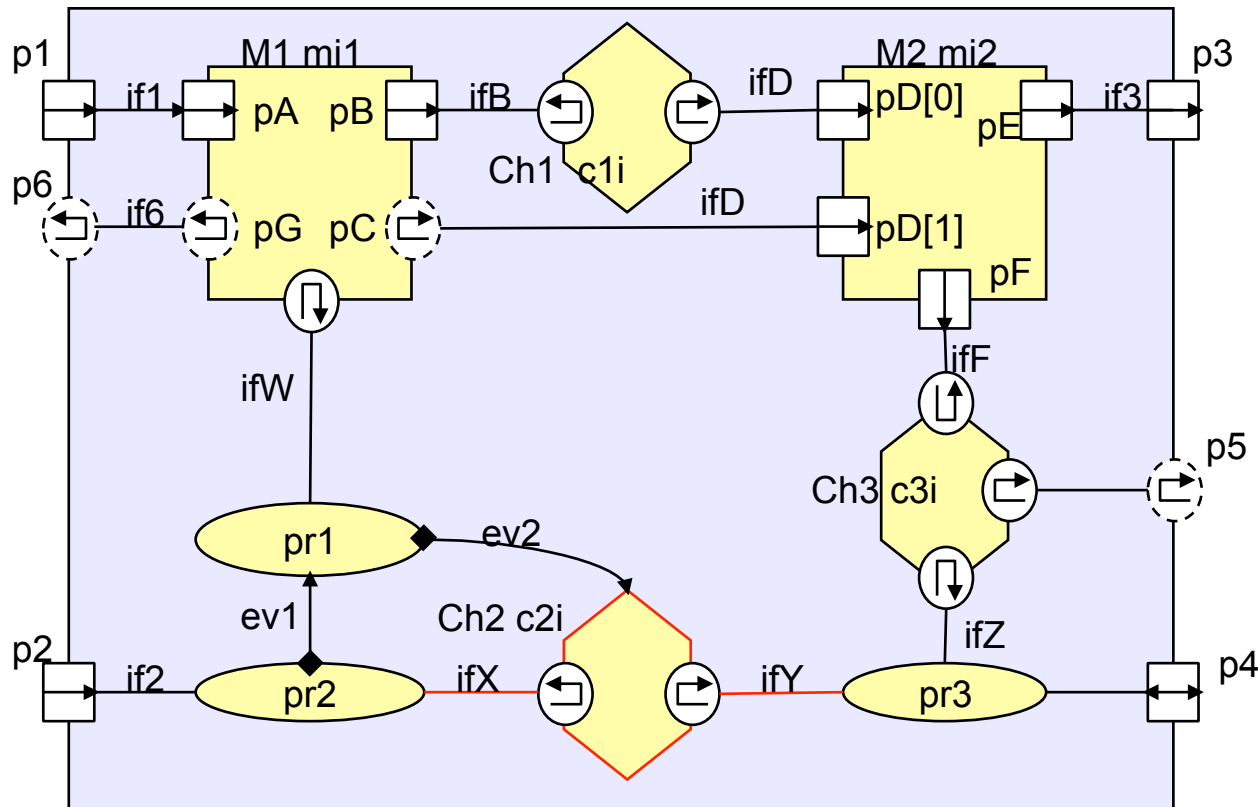 p1
M1 mi1
M2 mi2
p3
if1
pA
pB
ifB
ifD
pD[0]
pE
if3
Ch1 c1i
p6
if6
pG
pC
ifD
pD[1]
pF
ifW
ifF
p5
Ch3 c3i
pr1
ev2
ev1
Ch2 c2i
ifZ
p2
if2
pr2
ifX
ifY
pr3
p4